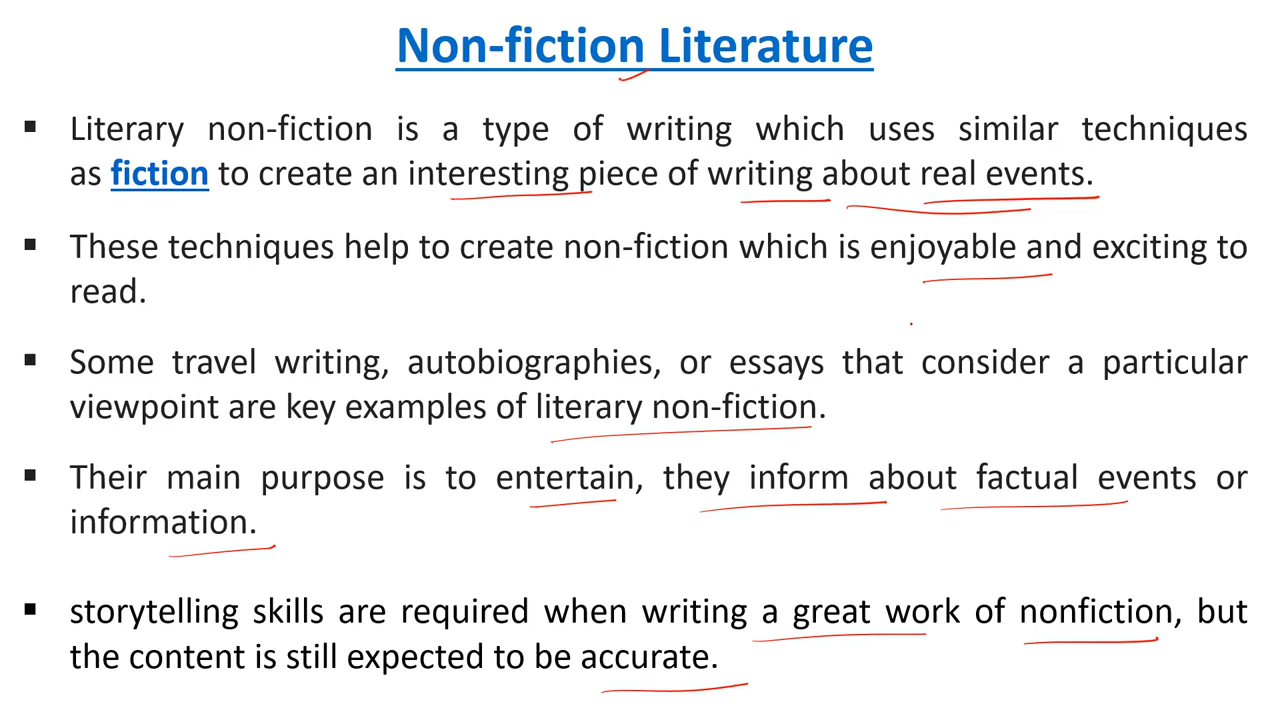 Non-fiction Literature
▪ Literary non-fiction is a type of writing which uses similar techniques
as fiction to create an interesting piece of writing about real events.
▪ These techniques help to create non-fiction which is enjoyable and exciting to
read.
▪ Some travel writing, autobiographies, or essays that consider a particular
viewpoint are key examples of literary non-fiction.
▪ Their main purpose is to entertain, they inform about factual events or
information.
▪ storytelling skills are required when writing a great work of nonfiction, but
the content is still expected to be accurate.